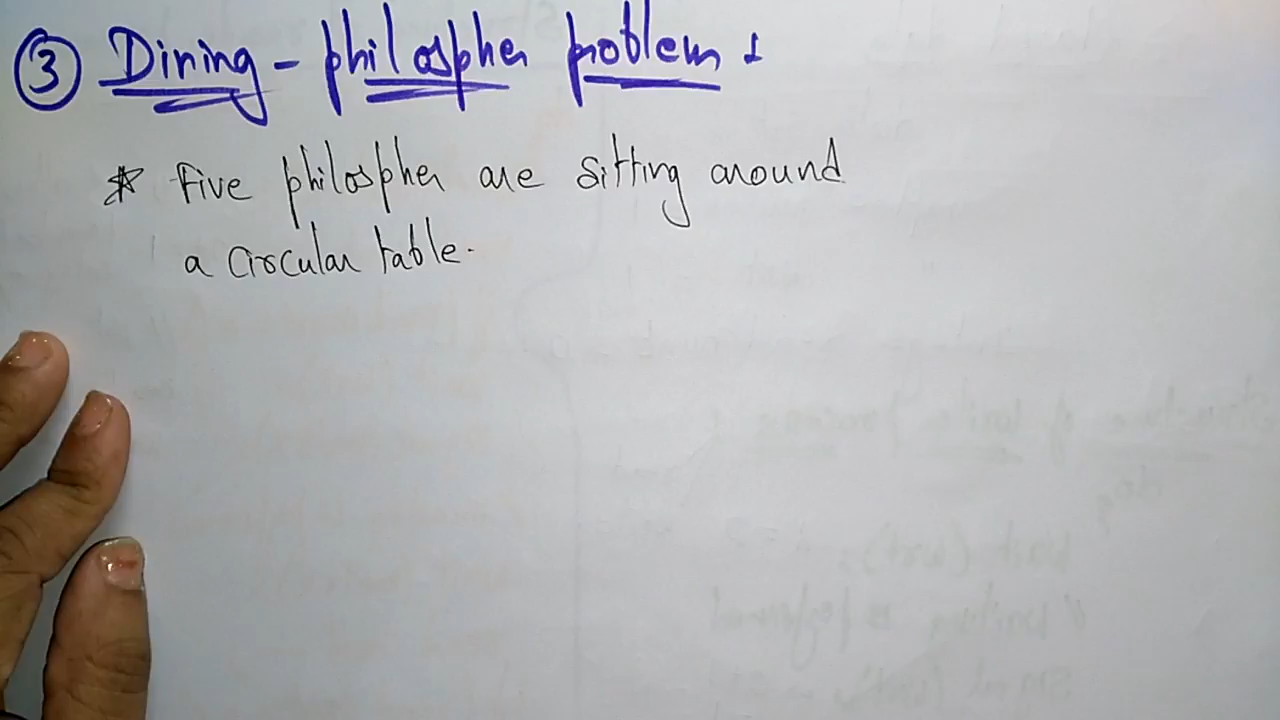 3 Dining - philospher problem :
* Five philospher are sitting around
a circular table.